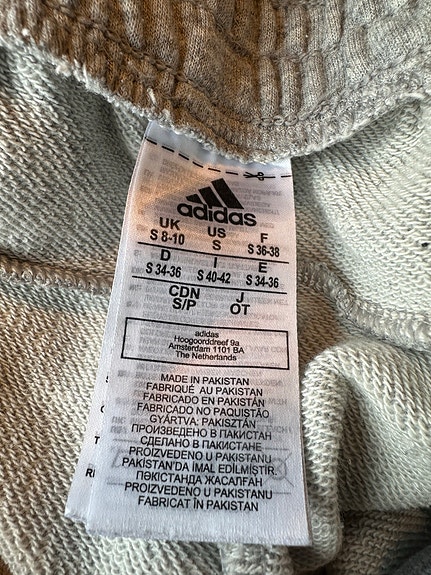 adidas
UK US F
S 8-10 S S 36-38
D I E
S 34-36 S 40-42 S 34-36
CDN J
S/P OT
adidas
Hoogoorddreef 9a
Amsterdam 1101 BA
The Netherlands
MADE IN PAKISTAN
FABRIQUÉ AU PAKISTAN
FABRICADO EN PAKISTÁN
FABRICADO NO PAQUISTÃO
GYÁRTVA: PAKISZTÁN
ПРОИЗВЕДЕНО В ПАКИСТАН
СДЕЛАНО В ПАКИСТАНЕ
PROIZVEDENO U PAKISTANU
PAKISTAN'DA IMAL EDİLMİŞTİR.
ПӘКІСТАНДА ЖАСАЛҒАН
PROIZVEDENO U PAKISTANU
FABRICAT ÎN PAKISTAN